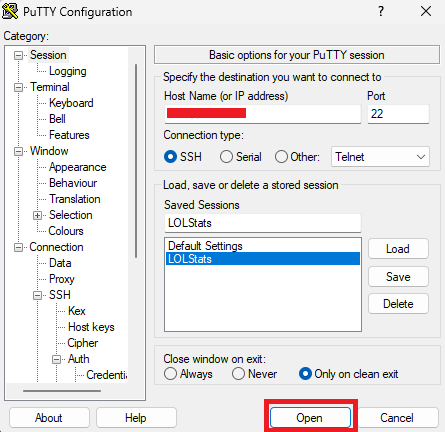 PuTTY Configuration
? ×
Category:
Session
Logging
Terminal
Keyboard
Bell
Features
Window
Appearance
Behaviour
Translation
Selection
Colours
Connection
Data
Proxy
SSH
Kex
Host keys
Cipher
Auth
Credentia
Basic options for your PuTTY session
Specify the destination you want to connect to
Host Name (or IP address) Port
22
Connection type:
SSH Serial Other: Telnet
Load, save or delete a stored session
Saved Sessions
LOLStats
Default Settings
LOLStats
Load
Save
Delete
Close window on exit:
Always Never Only on clean exit
About Help Open Cancel